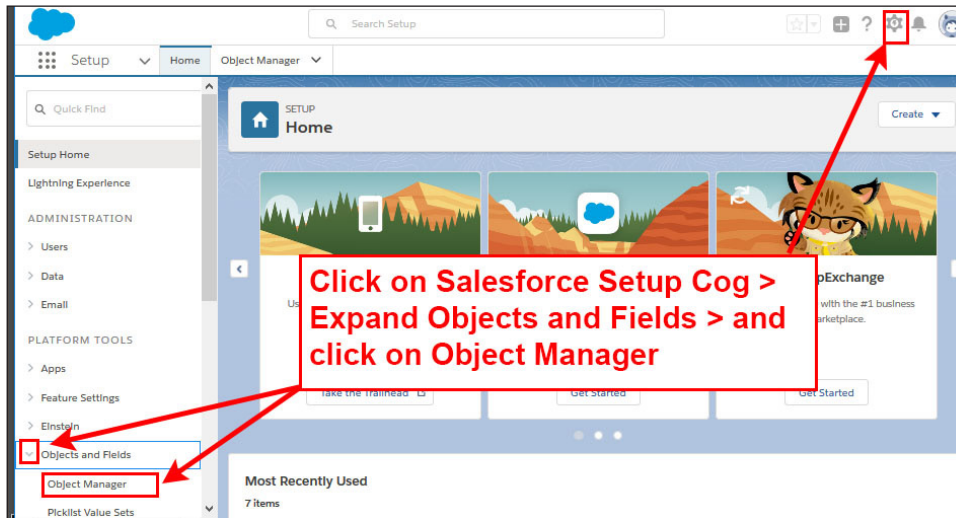 Search Setup
Setup
Home
Object Manager
Quick Find
SETUP
Home
Create
Setup Home
Lightning Experience
ADMINISTRATION
Users
Data
Email
PLATFORM TOOLS
Apps
Feature Settings
Einstein
Objects and Fields
Object Manager
Picklist Value Sets
pExchange
with the #1 business
arketplace.
Click on Salesforce Setup Cog >
Expand Objects and Fields > and
click on Object Manager
Take the Trailhead
Get Started
Get Started
Most Recently Used
7 items